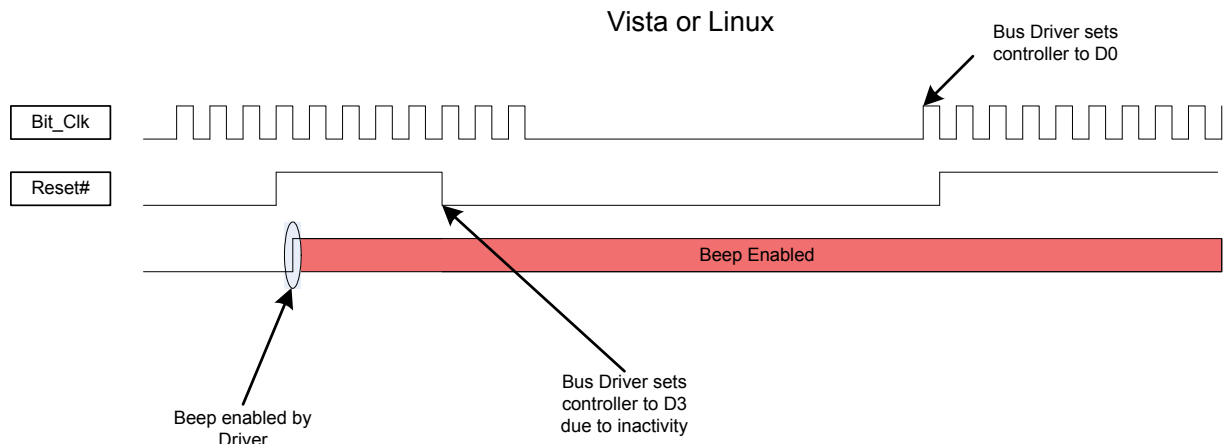 Vista or Linux
Bus Driver sets
controller to D0
Bit_Clk
Reset#
Beep Enabled
Beep enabled by
Driver
Bus Driver sets
controller to D3
due to inactivity